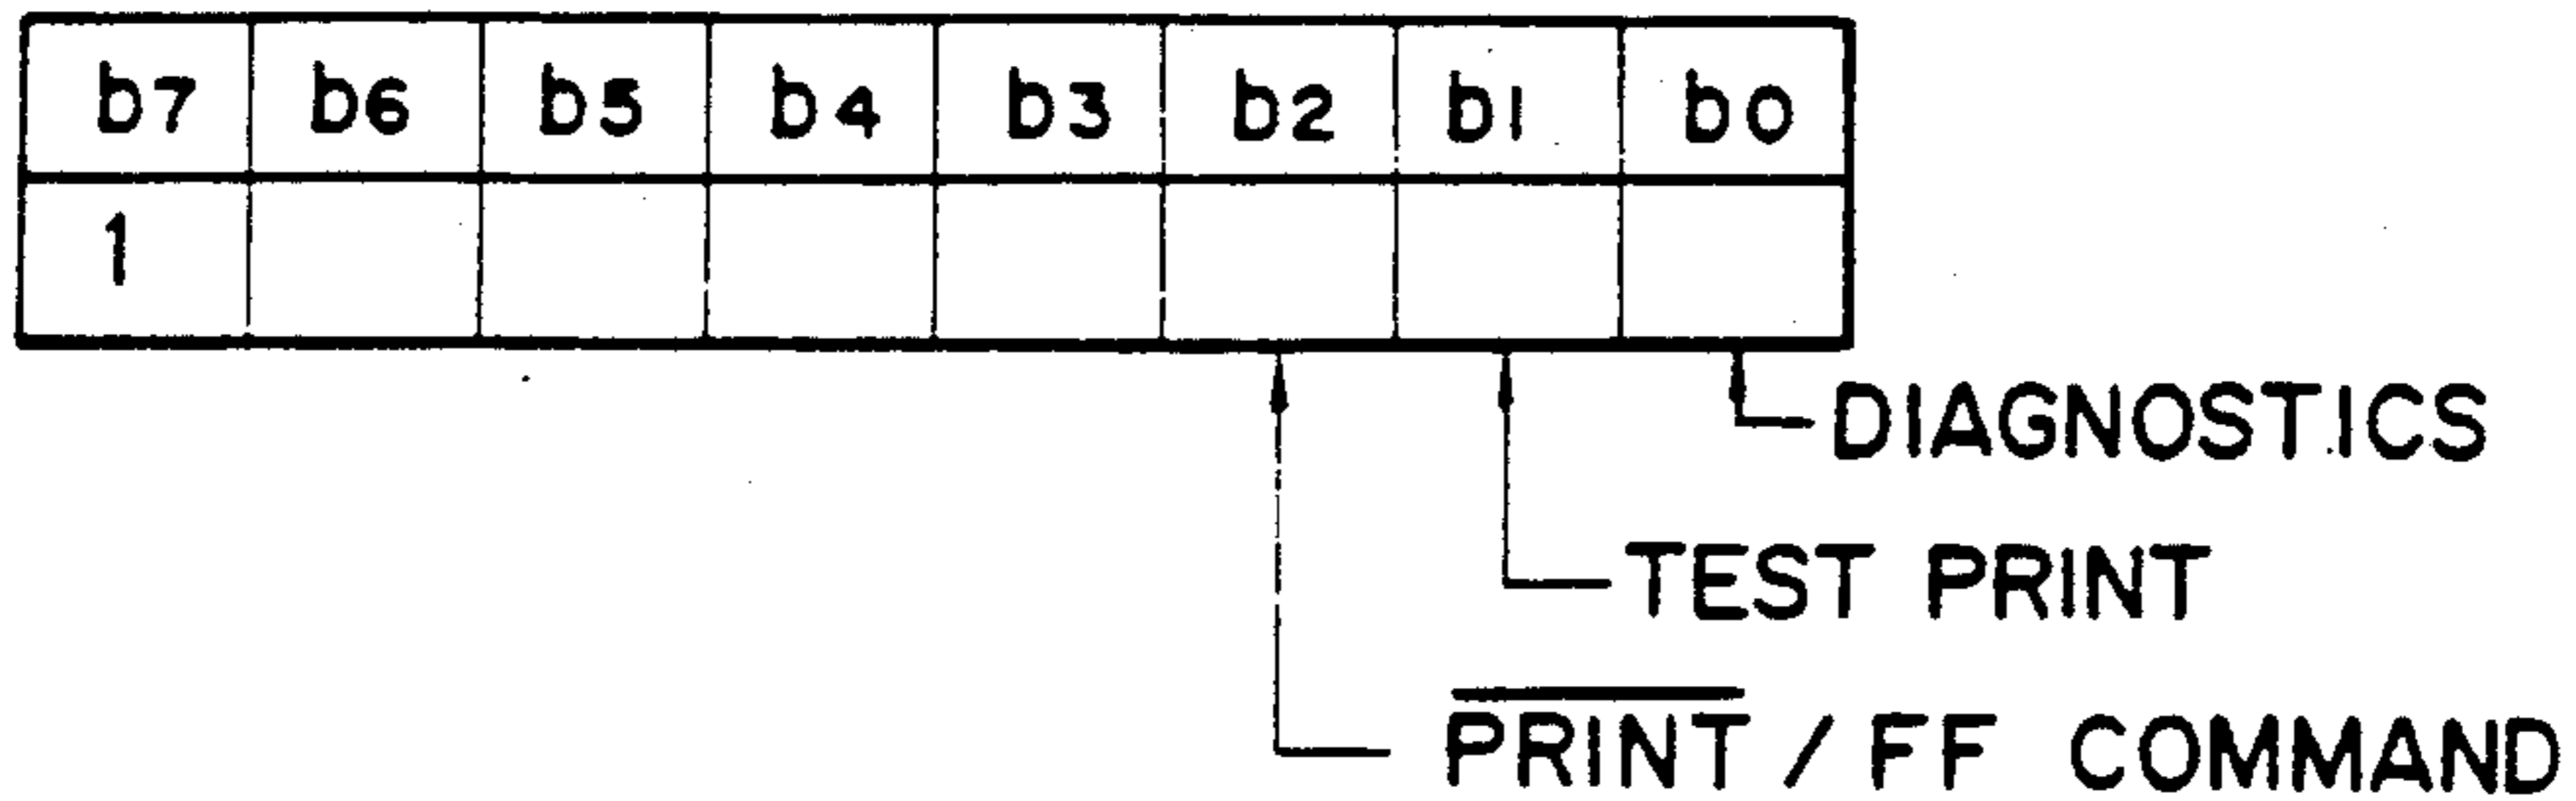 b7 b6 b5 b4 b3 b2 b1 b0
1
DIAGNOSTICS
TEST PRINT
PRINT / FF COMMAND